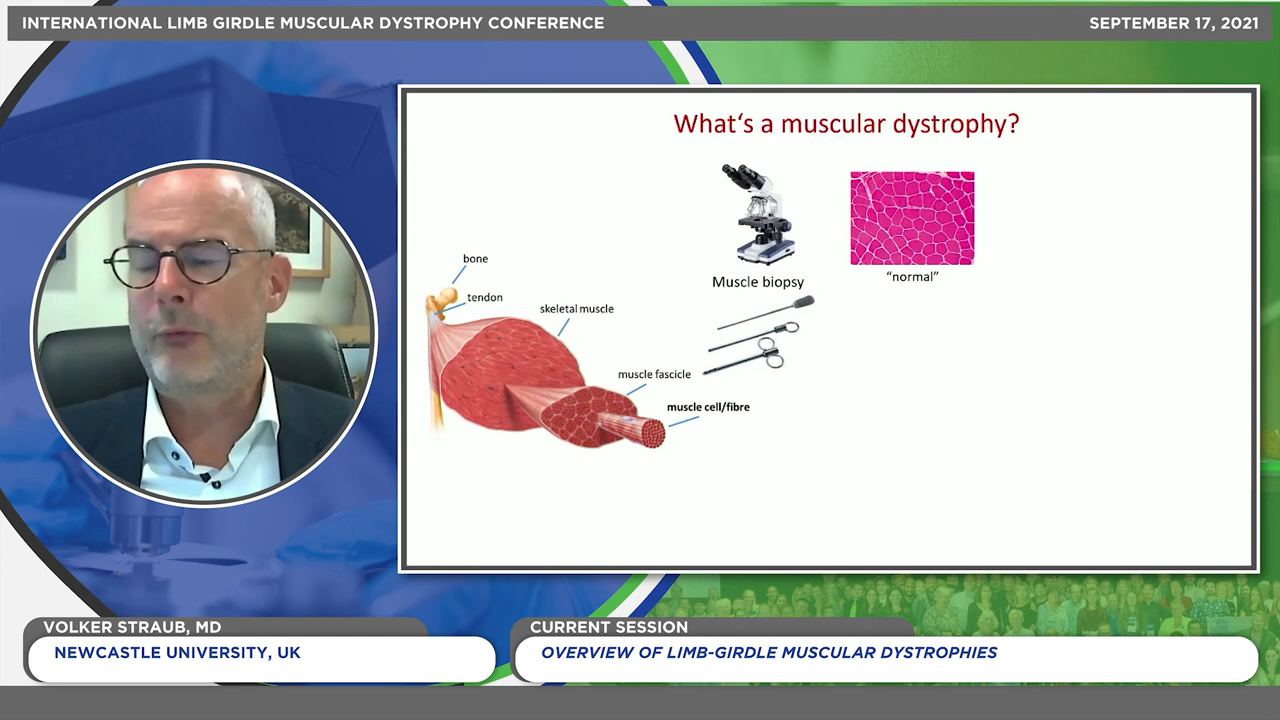 INTERNATIONAL LIMB GIRDLE MUSCULAR DYSTROPHY CONFERENCE
SEPTEMBER 17, 2021
What‘s a muscular dystrophy?
Muscle biopsy
“normal”
bone
tendon
skeletal muscle
muscle fascicle
muscle cell/fibre
VOLKER STRAUB, MD
NEWCASTLE UNIVERSITY, UK
CURRENT SESSION
OVERVIEW OF LIMB-GIRDLE MUSCULAR DYSTROPHIES